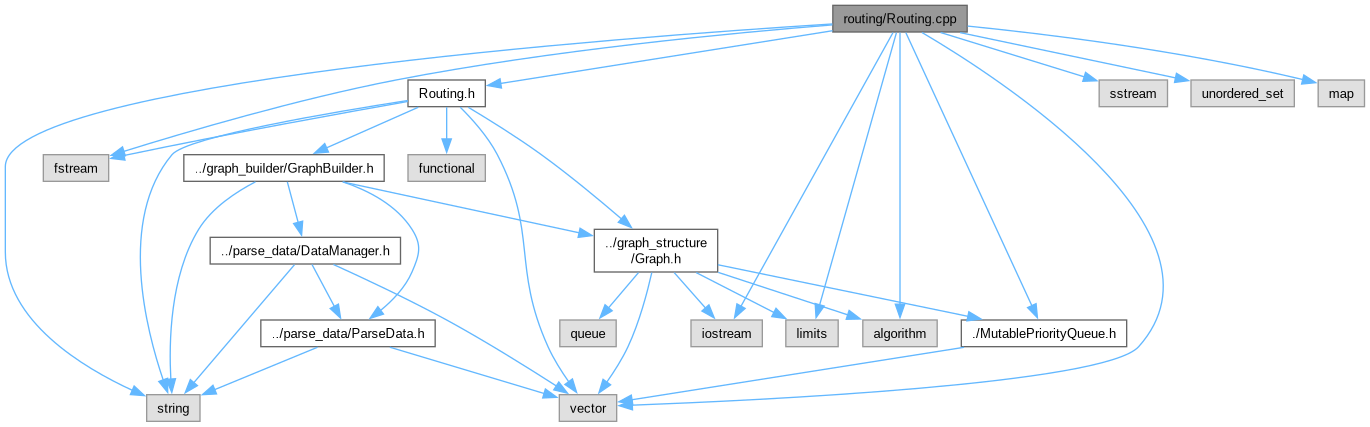 routing/Routing.cpp
Routing.h
sstream
unordered_set
map
fstream
../graph_builder/GraphBuilder.h
functional
../parse_data/DataManager.h
../graph_structure
/Graph.h
../parse_data/ParseData.h
queue
iostream
limits
algorithm
../MutablePriorityQueue.h
string
vector